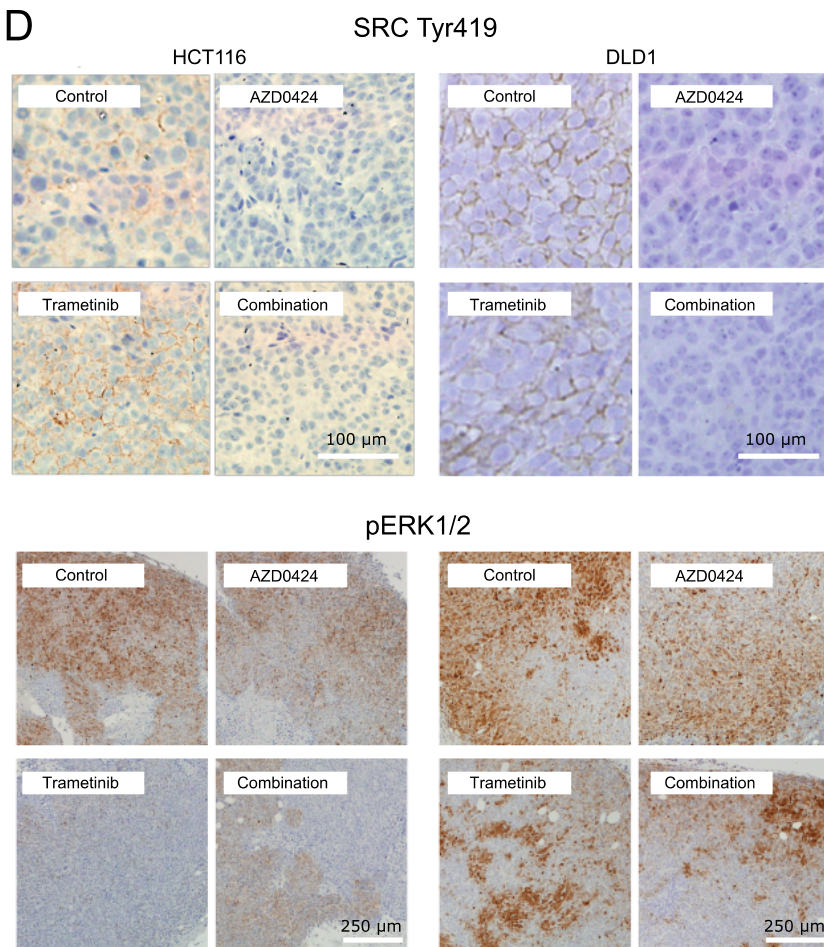 D
SRC Tyr419
HCT116
DLD1
Control
AZD0424
Control
AZD0424
Trametinib
Combination
Trametinib
Combination
100 µm
100 µm
pERK1/2
Control
AZD0424
Control
AZD0424
Trametinib
Combination
Trametinib
Combination
250 µm
250 µm